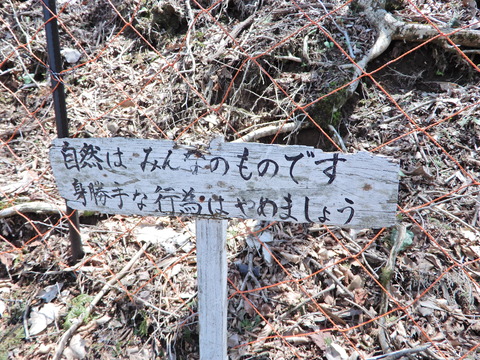 自然は みんなのものです
身勝手な行為はやめましょう